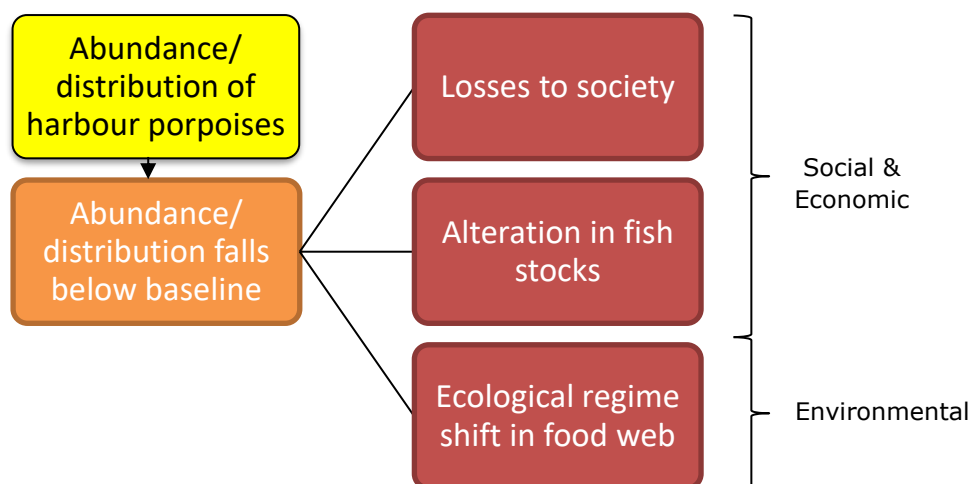 Abundance/
distribution of
harbour porpoises
Abundance/
distribution falls
below baseline
Losses to society
Alteration in fish
stocks
Ecological regime
shift in food web
Social &
Economic
Environmental